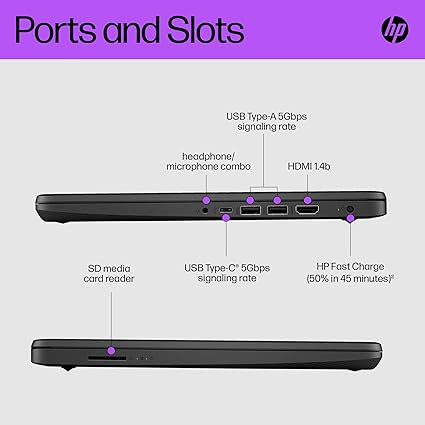 Ports and Slots
hp
USB Type-A 5Gbps
signaling rate
headphone/
microphone combo
HDMI 1.4b
SD media
card reader
USB Type-C® 5Gbps
signaling rate
HP Fast Charge
(50% in 45 minutes)²